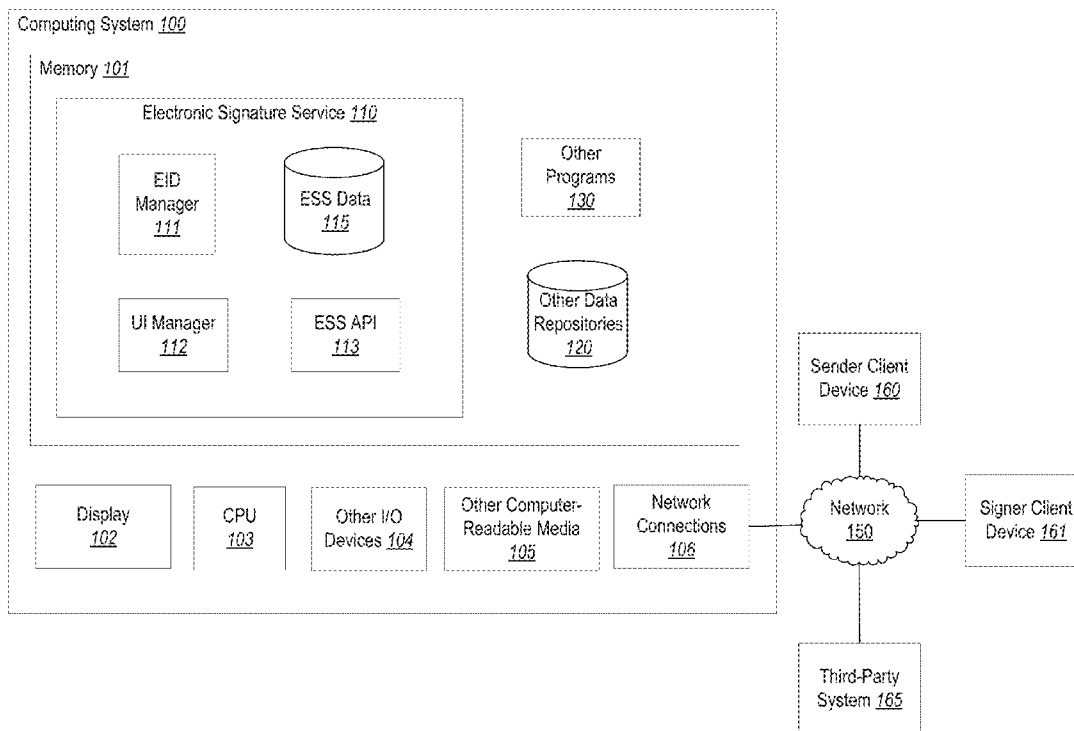 Computing System 100
Memory 101
Electronic Signature Service 110
EID
Manager
111
ESS Data
115
Other
Programs
130
UI Manager
112
ESS API
113
Other Data
Repositories
120
Sender Client
Device 160
Display
102
CPU
103
Other I/O
Devices 104
Other Computer-
Readable Media
105
Network
Connections
106
Network
150
Signer Client
Device 161
Third-Party
System 165